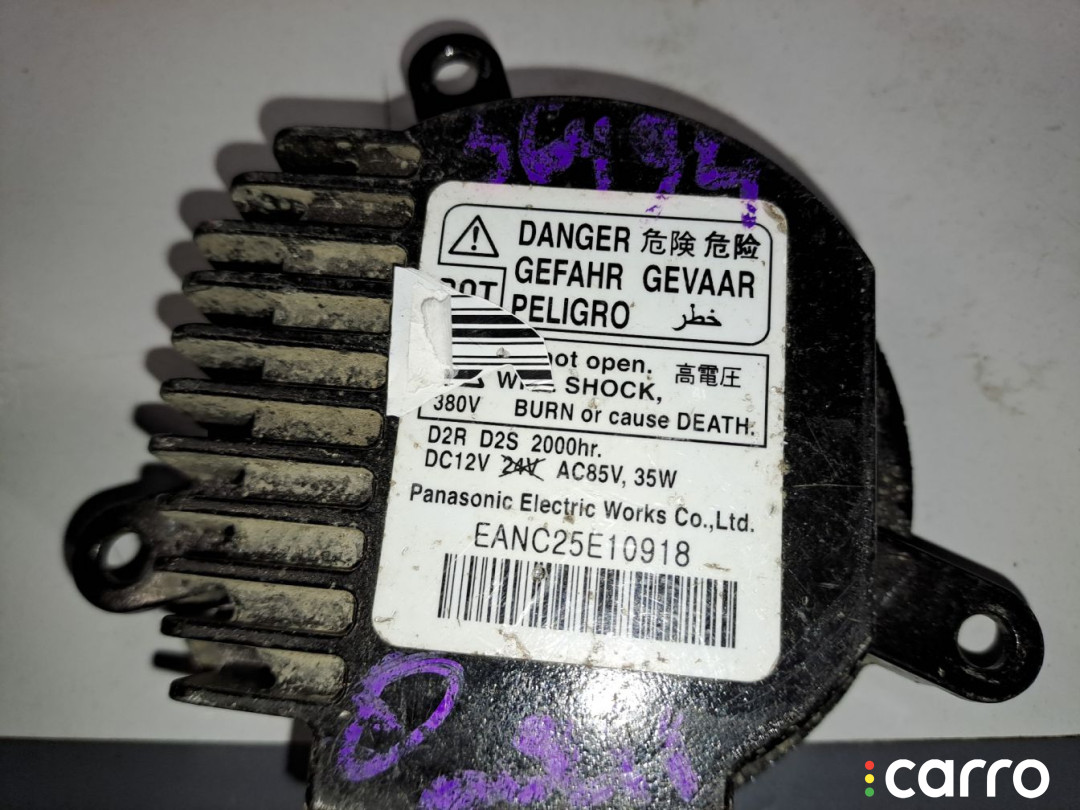 DANGER 危険 危险
HOT GEFAHR GEVAAR
PELIGRO خطر
not open.
SHOCK, 高電圧
380V BURN or cause DEATH.
D2R D2S 2000hr.
DC12V 24V AC85V, 35W
Panasonic Electric Works Co.,Ltd.
EANC25E10918
carro